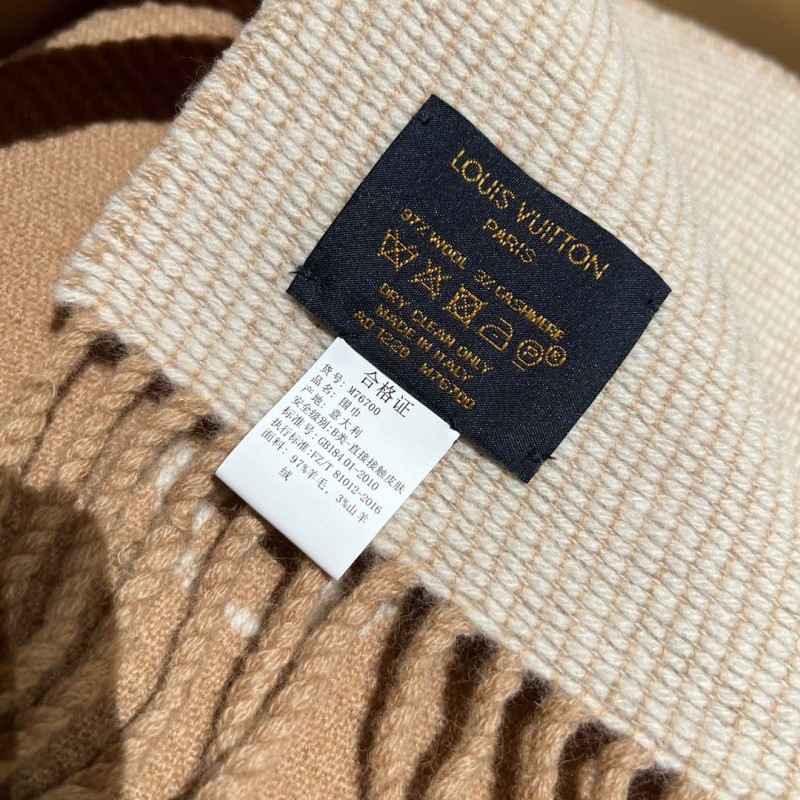 LOUIS VUITTON
PARIS
97% WOOL 3% CASHMERE
P
DRY CLEAN ONLY
MADE IN ITALY
AO 1220 M76700
合格证
货号: M76700
品名: 围巾
产地: 意大利
安全级别:B类-直接接触皮肤
标准号: GB18401-2010
执行标准:FZ/T 81012-2016
面料: 97%羊毛, 3%山羊
绒